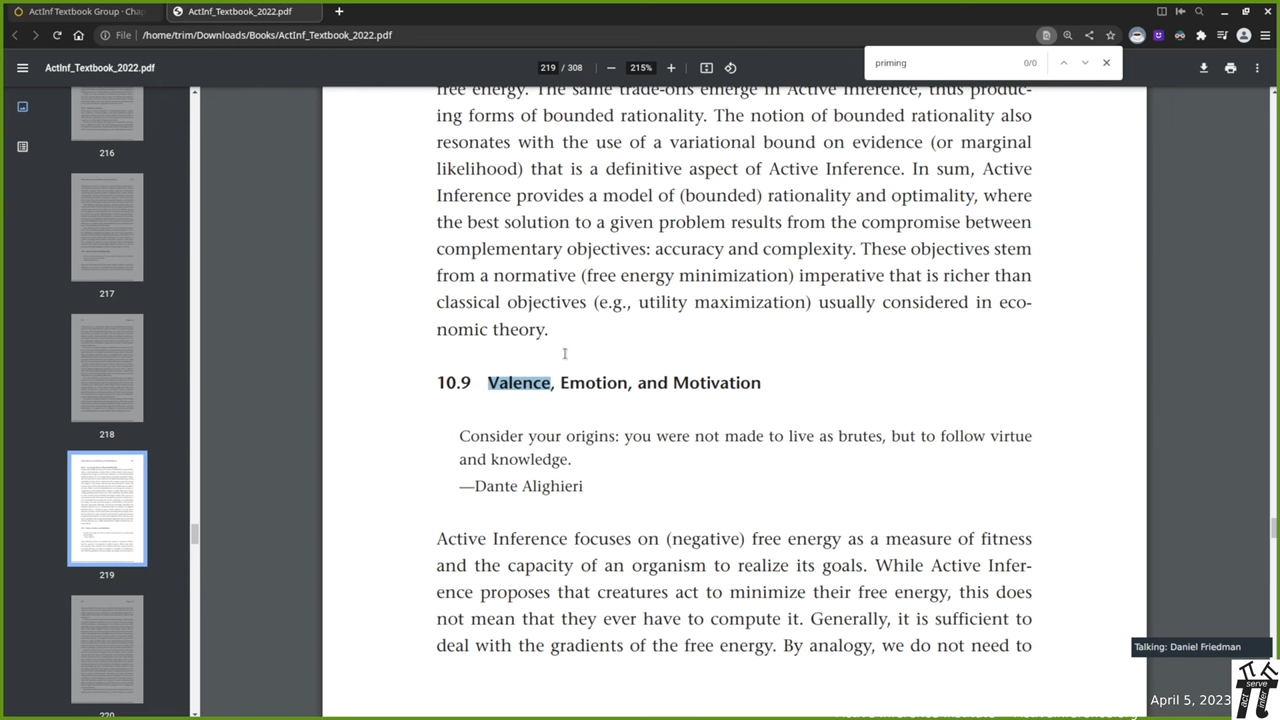 ActInf Textbook Group · Chap
ActInf_Textbook_2022.pdf
File
/home/trim/Downloads/Books/ActInf_Textbook_2022.pdf
priming
0/0
ActInf_Textbook_2022.pdf
219 / 308
215%
216
217
218
219
220
free energy,
same trade-offs emerge in Active Inference, thus produc-
ing forms of bounded rationality. The notion of bounded rationality also
resonates with the use of a variational bound on evidence (or marginal
likelihood) that is a definitive aspect of Active Inference. In sum, Active
Inference provides a model of (bounded) rationality and optimality, where
the best solution to a given problem results from the compromise between
complementary objectives: accuracy and complexity. These objectives stem
from a normative (free energy minimization) imperative that is richer than
classical objectives (e.g., utility maximization) usually considered in eco-
nomic theory.
10.9 Valence, Emotion, and Motivation
Consider your origins: you were not made to live as brutes, but to follow virtue
and knowledge.
—Dante Alighieri
Active Inference focuses on (negative) free energy as a measure of fitness
and the capacity of an organism to realize its goals. While Active Infer-
ence proposes that creatures act to minimize their free energy, this does
not mean that they ever have to compute it. Generally, it is sufficient to
deal with the gradients of the free energy. By analogy, we do not need to
Talking: Daniel Friedman
April 5, 2023
serve
act
infer